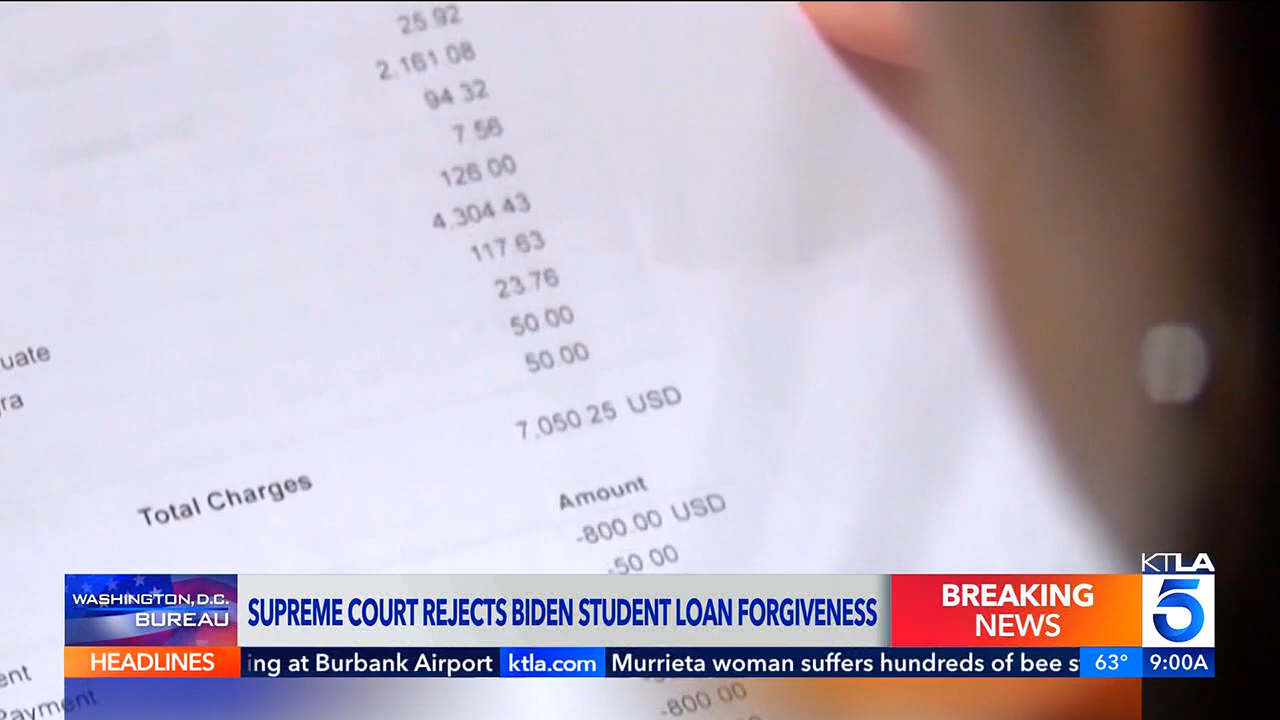 25.92
2,161.08
94.32
7.56
126.00
4,304.43
117.63
23.76
50.00
uate 50.00
ra
7,050.25 USD
Total Charges
Amount
-800.00 USD
-50.00
KTLA
5
WASHINGTON, D.C.
BUREAU
SUPREME COURT REJECTS BIDEN STUDENT LOAN FORGIVENESS
BREAKING
NEWS
HEADLINES
ing at Burbank Airport ktla.com Murrieta woman suffers hundreds of bee s
63° 9:00A
ent
Payment
-800.00